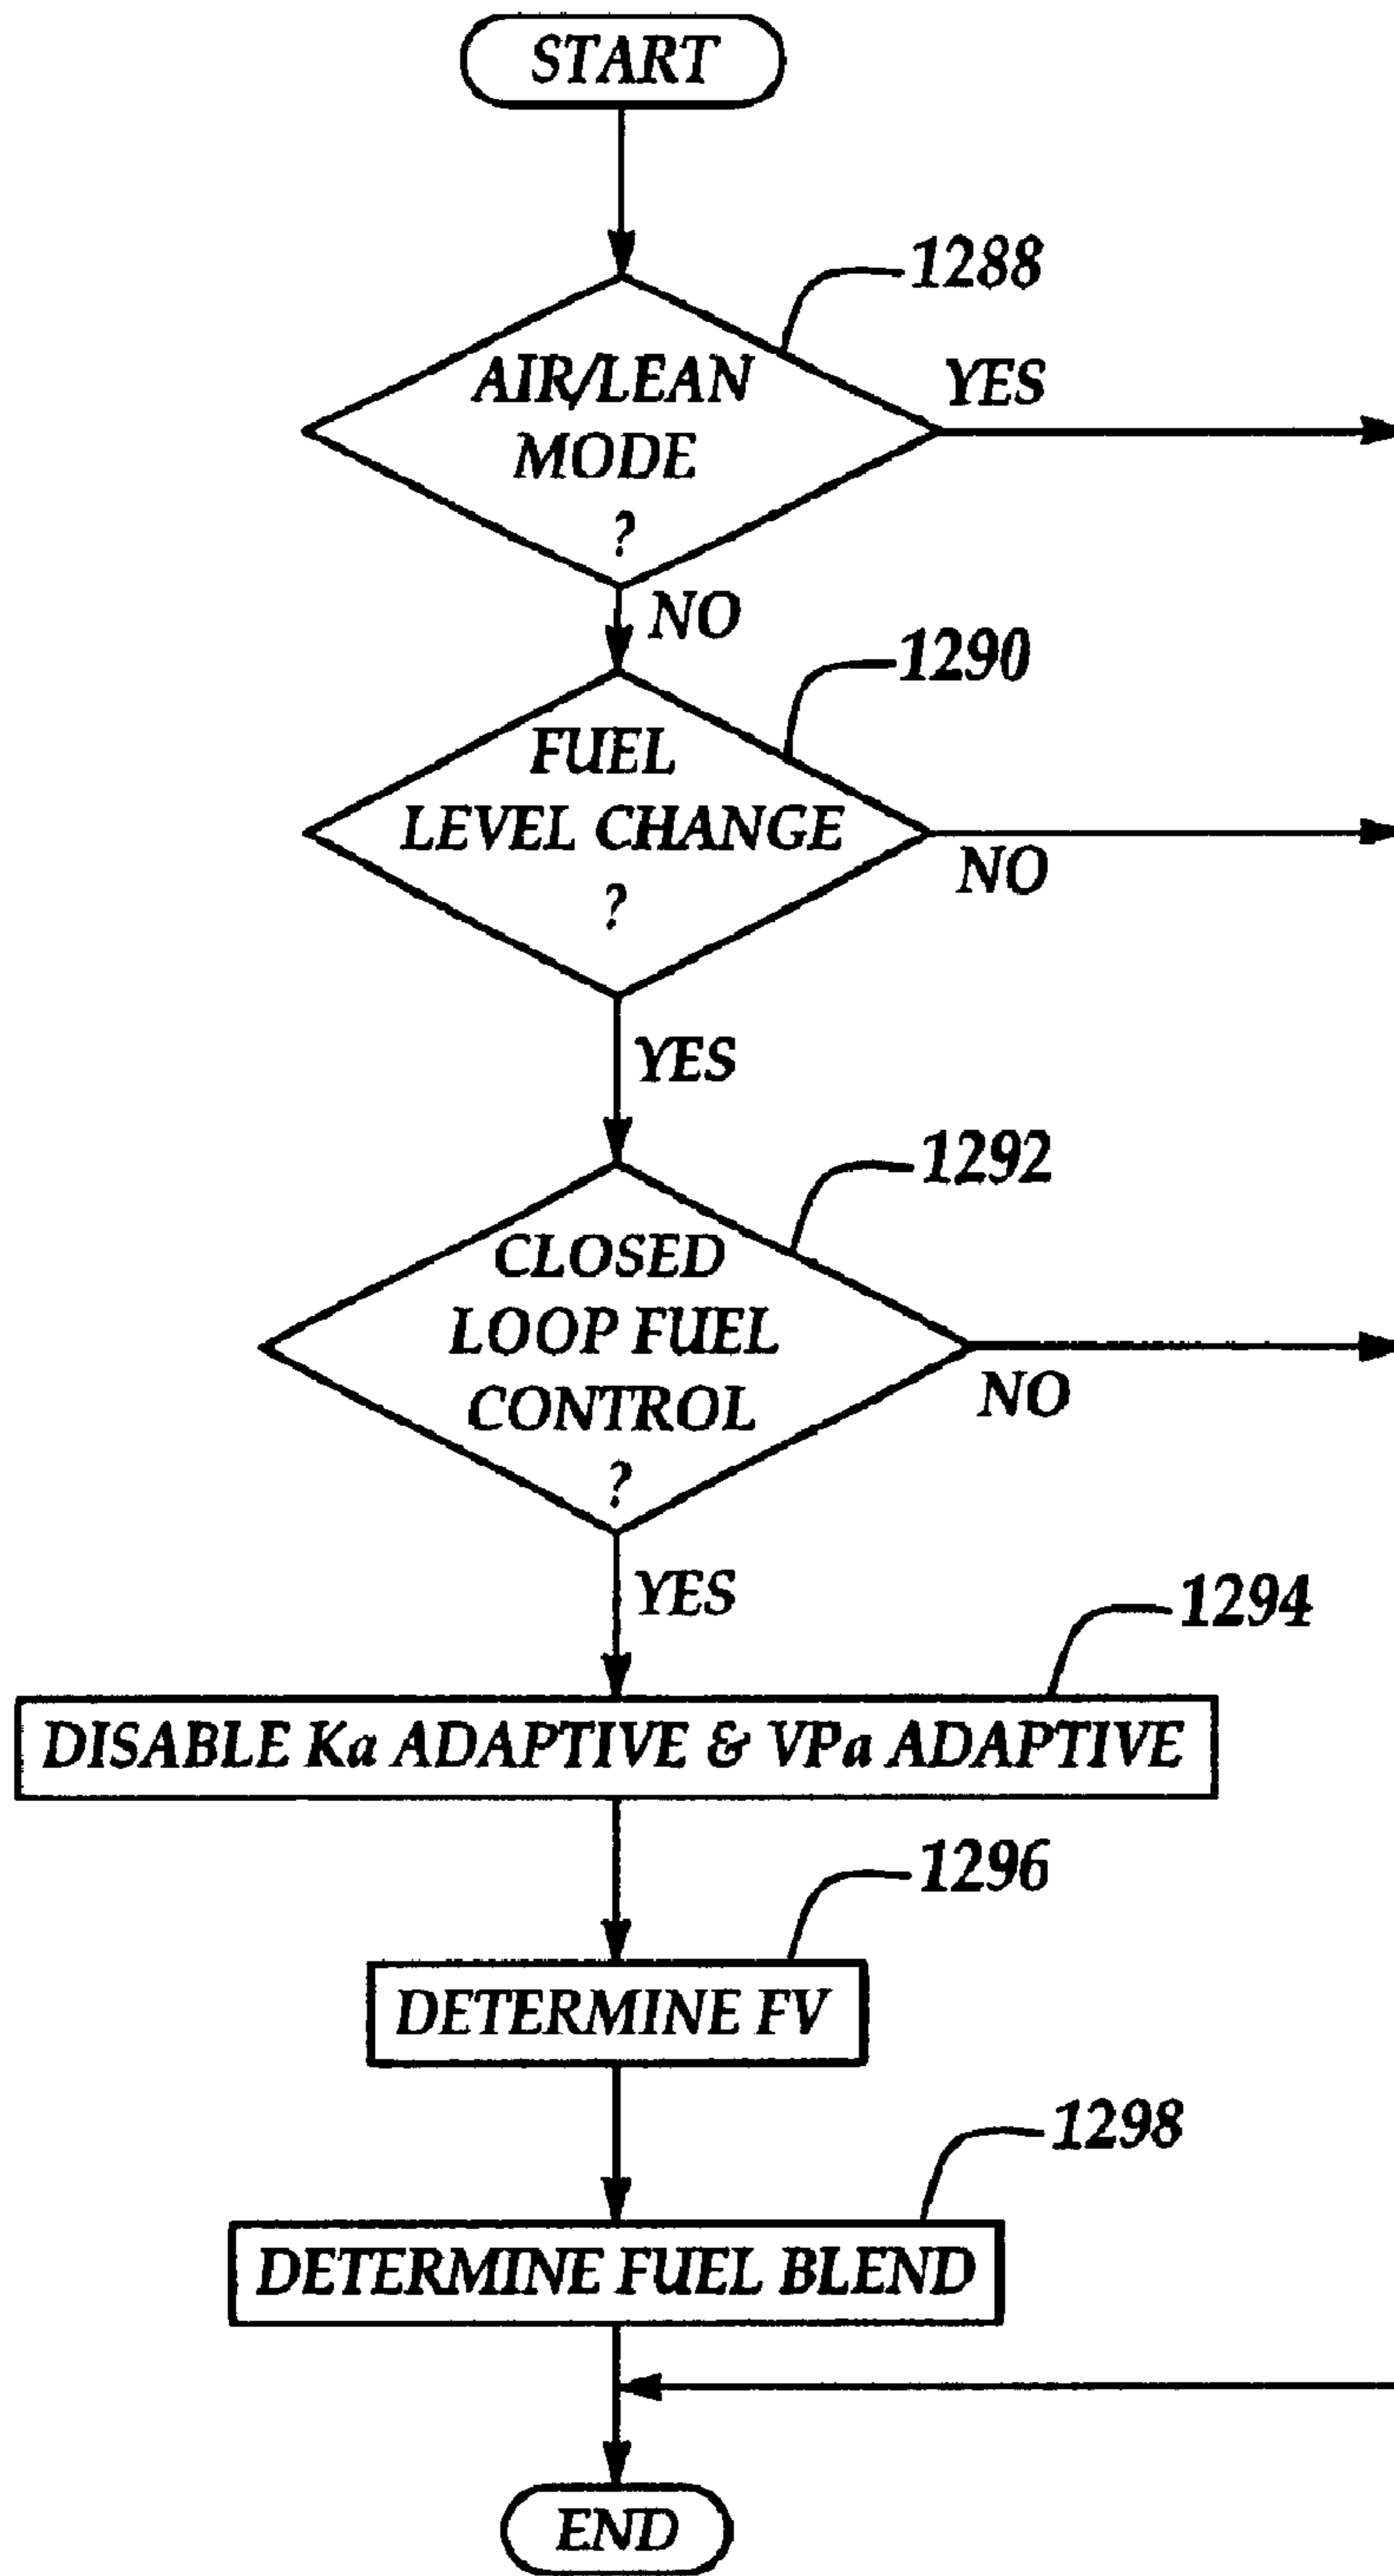 START
1288
AIR/LEAN
MODE
?
YES
NO
1290
FUEL
LEVEL CHANGE
?
NO
YES
1292
CLOSED
LOOP FUEL
CONTROL
?
NO
YES
1294
DISABLE Ka ADAPTIVE & VPa ADAPTIVE
1296
DETERMINE FV
1298
DETERMINE FUEL BLEND
END